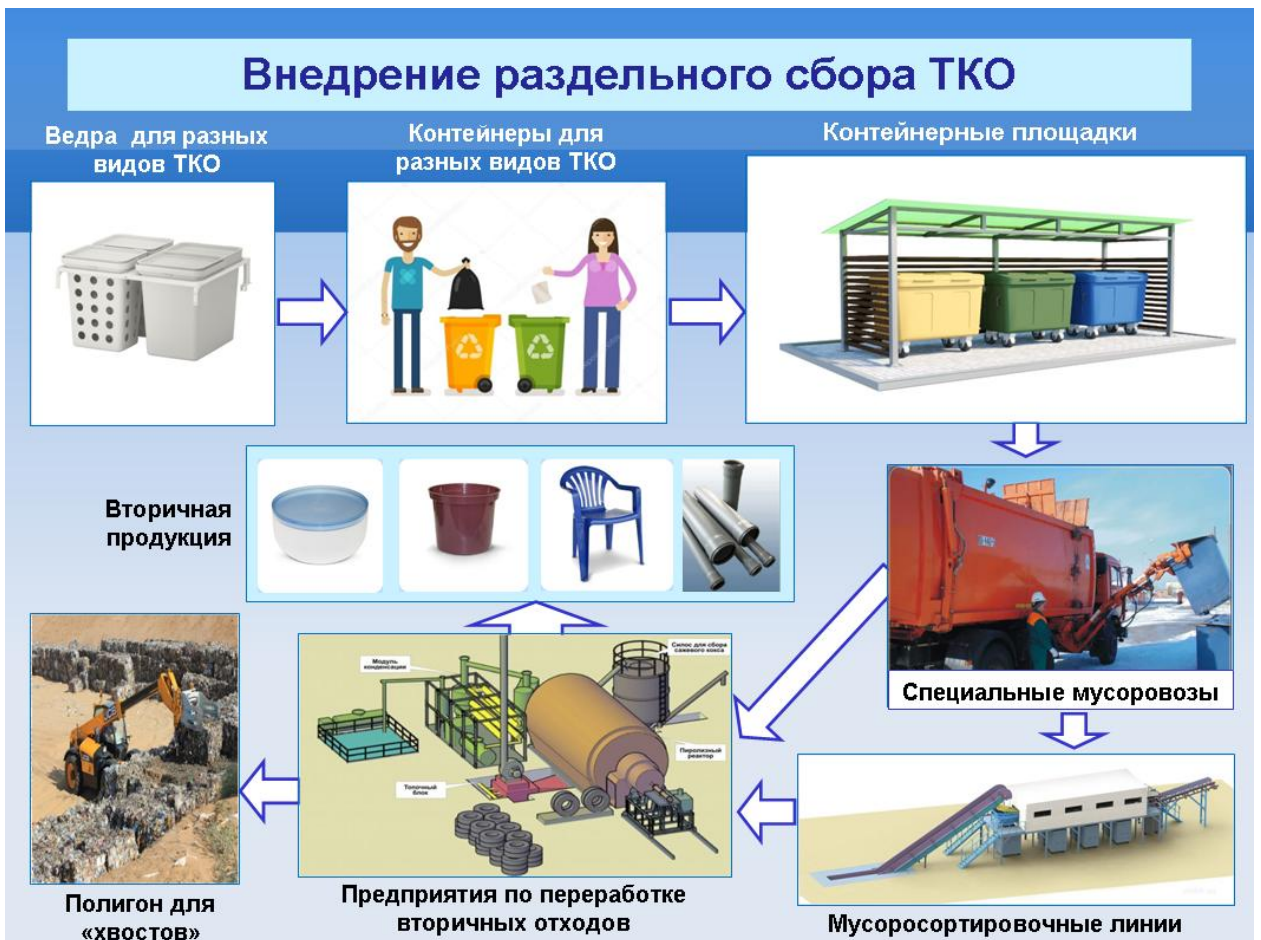 Внедрение раздельного сбора ТКО
Ведра для разных
видов ТКО
Контейнеры для
разных видов ТКО
Контейнерные площадки
Вторичная
продукция
Специальные мусоровозы
Модуль
конденсации
Силос для сбора
сажевого кокса
Пиролизный
реактор
Топочный
блок
Полигон для
«хвостов»
Предприятия по переработке
вторичных отходов
Мусоросортировочные линии